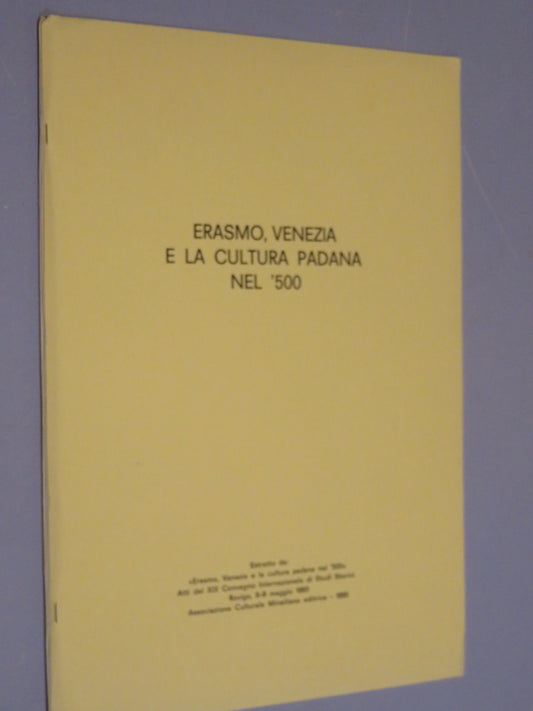 ERASMO, VENEZIA
E LA CULTURA PADANA
NEL '500
Estratto da:
«Erasmo, Venezia e la cultura padana nel '500»
Atti del XIX Convegno Internazionale di Studi Storici
Rovigo, 8-9 maggio 1993
Associazione Culturale Minelliana editrice - 1995